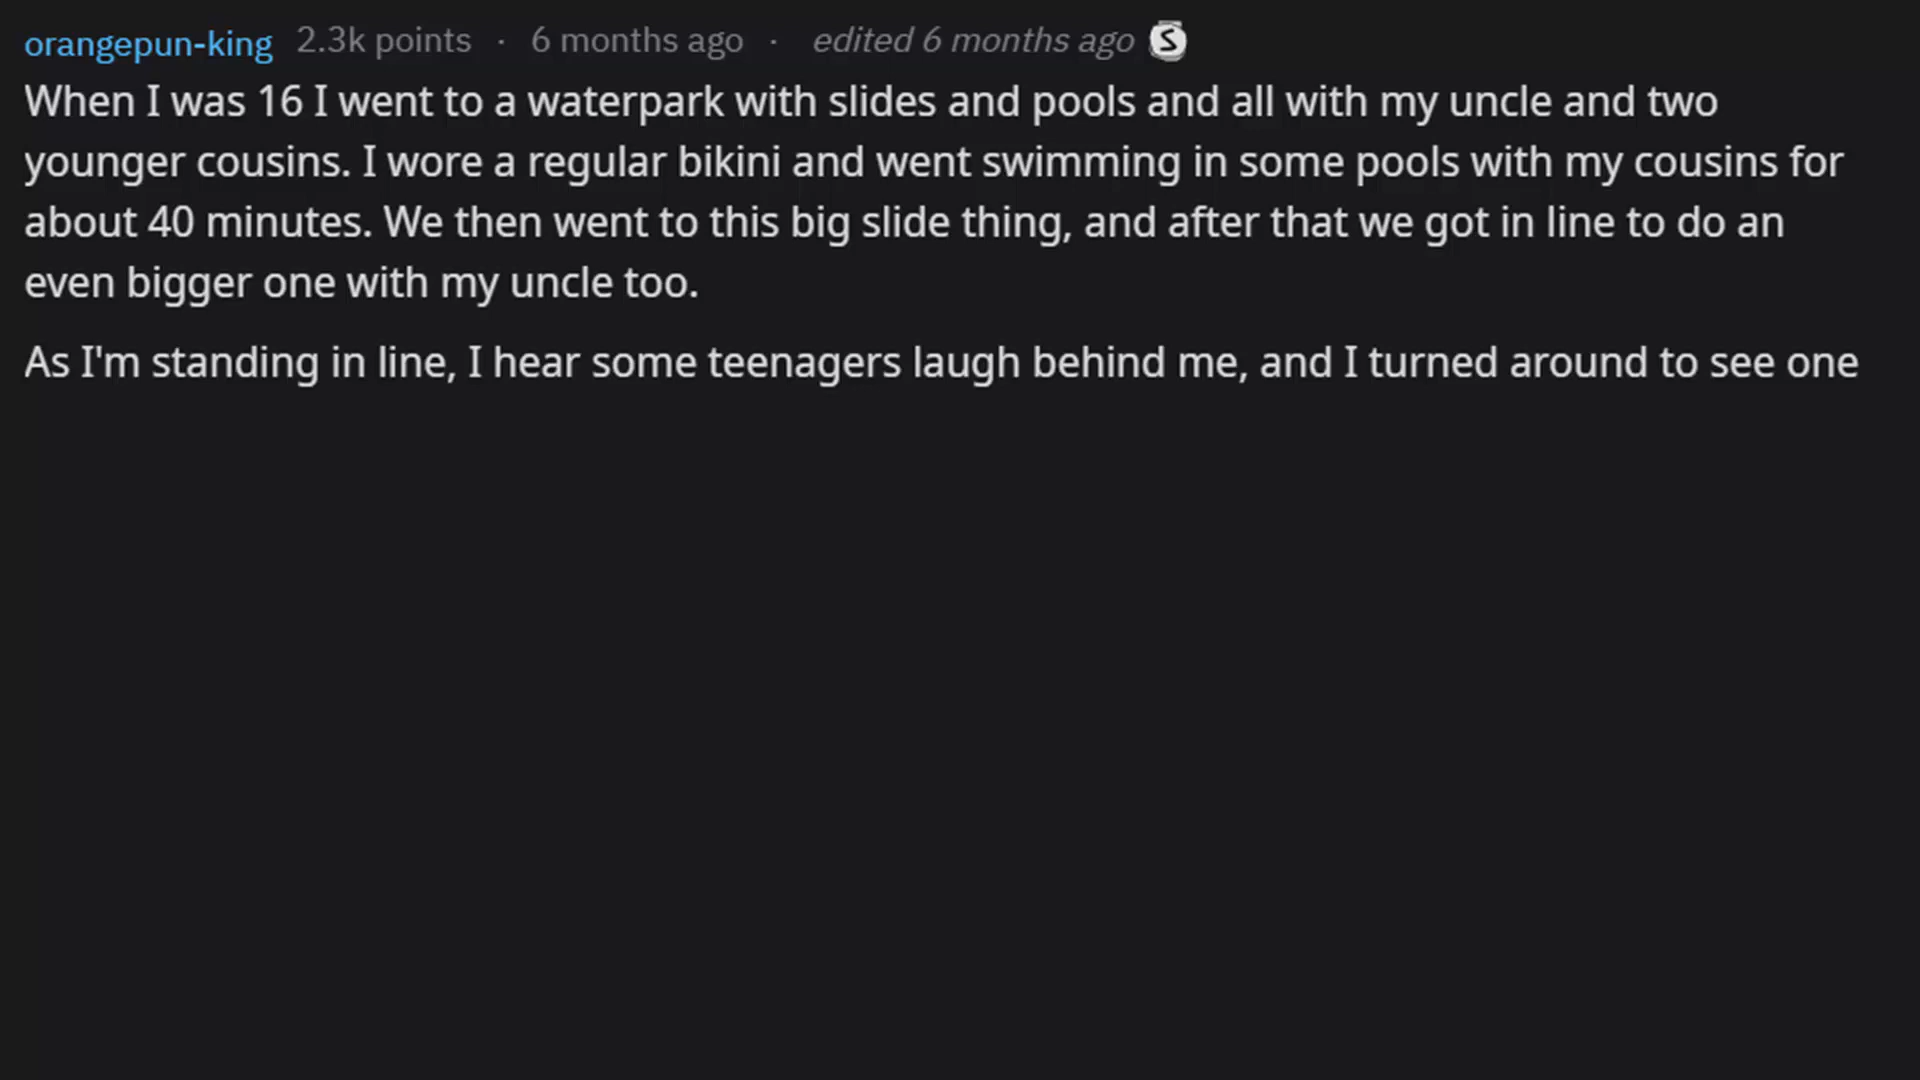 orangepun-king 2.3k points · 6 months ago · edited 6 months ago S
When I was 16 I went to a waterpark with slides and pools and all with my uncle and two
younger cousins. I wore a regular bikini and went swimming in some pools with my cousins for
about 40 minutes. We then went to this big slide thing, and after that we got in line to do an
even bigger one with my uncle too.
As I'm standing in line, I hear some teenagers laugh behind me, and I turned around to see one